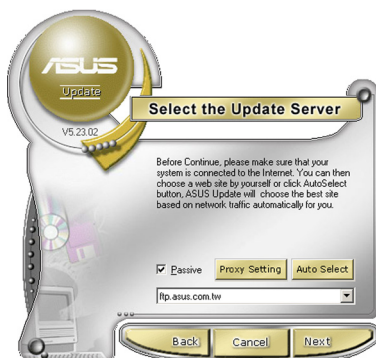 ASUS
Update
V5.23.02
Select the Update Server
Before Continue, please make sure that your
system is connected to the Internet. You can then
choose a web site by yourself or click AutoSelect
button, ASUS Update will choose the best site
based on network traffic automatically for you.
Passive
Proxy Setting
Auto Select
ftp.asus.com.tw
Back
Cancel
Next